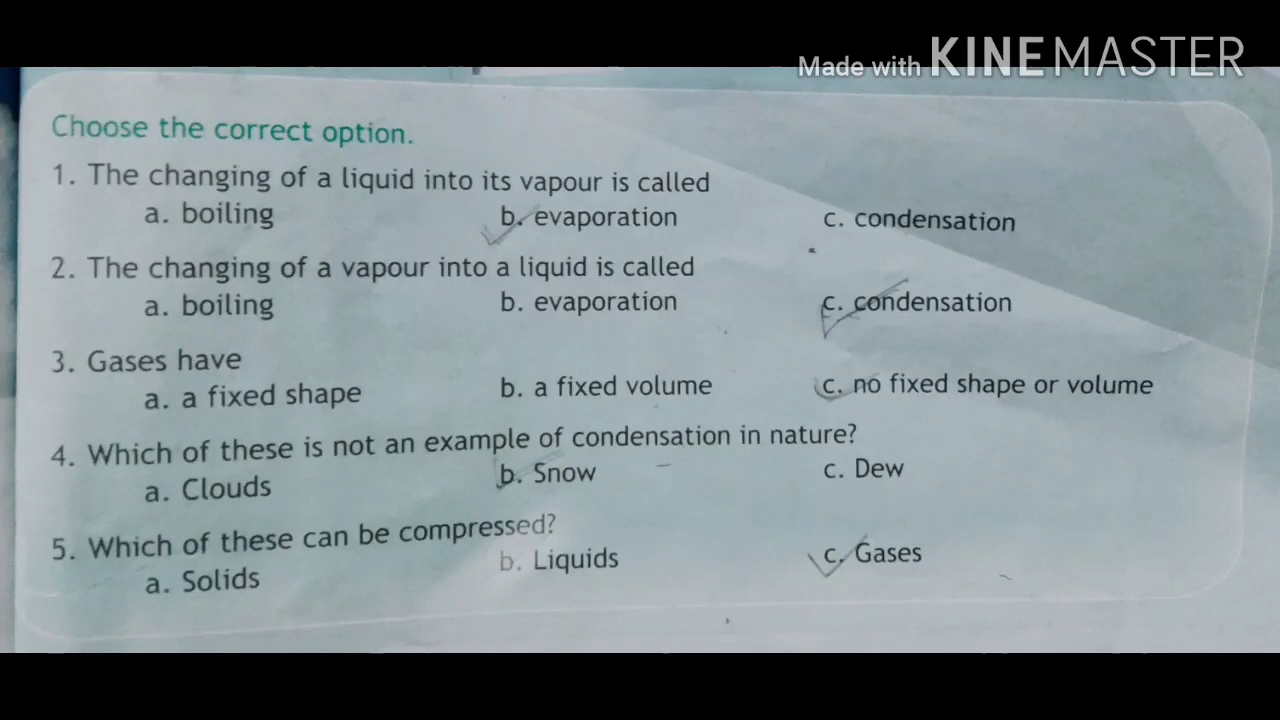 Made with KINEMASTER
Choose the correct option.
1. The changing of a liquid into its vapour is called
a. boiling b. evaporation c. condensation
2. The changing of a vapour into a liquid is called
a. boiling b. evaporation c. condensation
3. Gases have
a. a fixed shape b. a fixed volume c. no fixed shape or volume
4. Which of these is not an example of condensation in nature?
a. Clouds b. Snow c. Dew
5. Which of these can be compressed?
a. Solids b. Liquids c. Gases